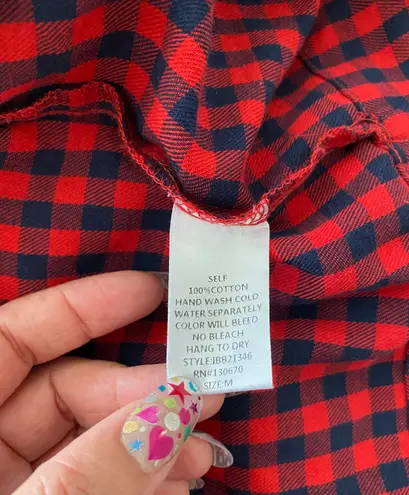 SELF
100%COTTON
HAND WASH COLD
WATER SEPARATELY
COLOR WILL BLEED
NO BLEACH
HANG TO DRY
STYLE:IBB21346
RN#130670
SIZE:M